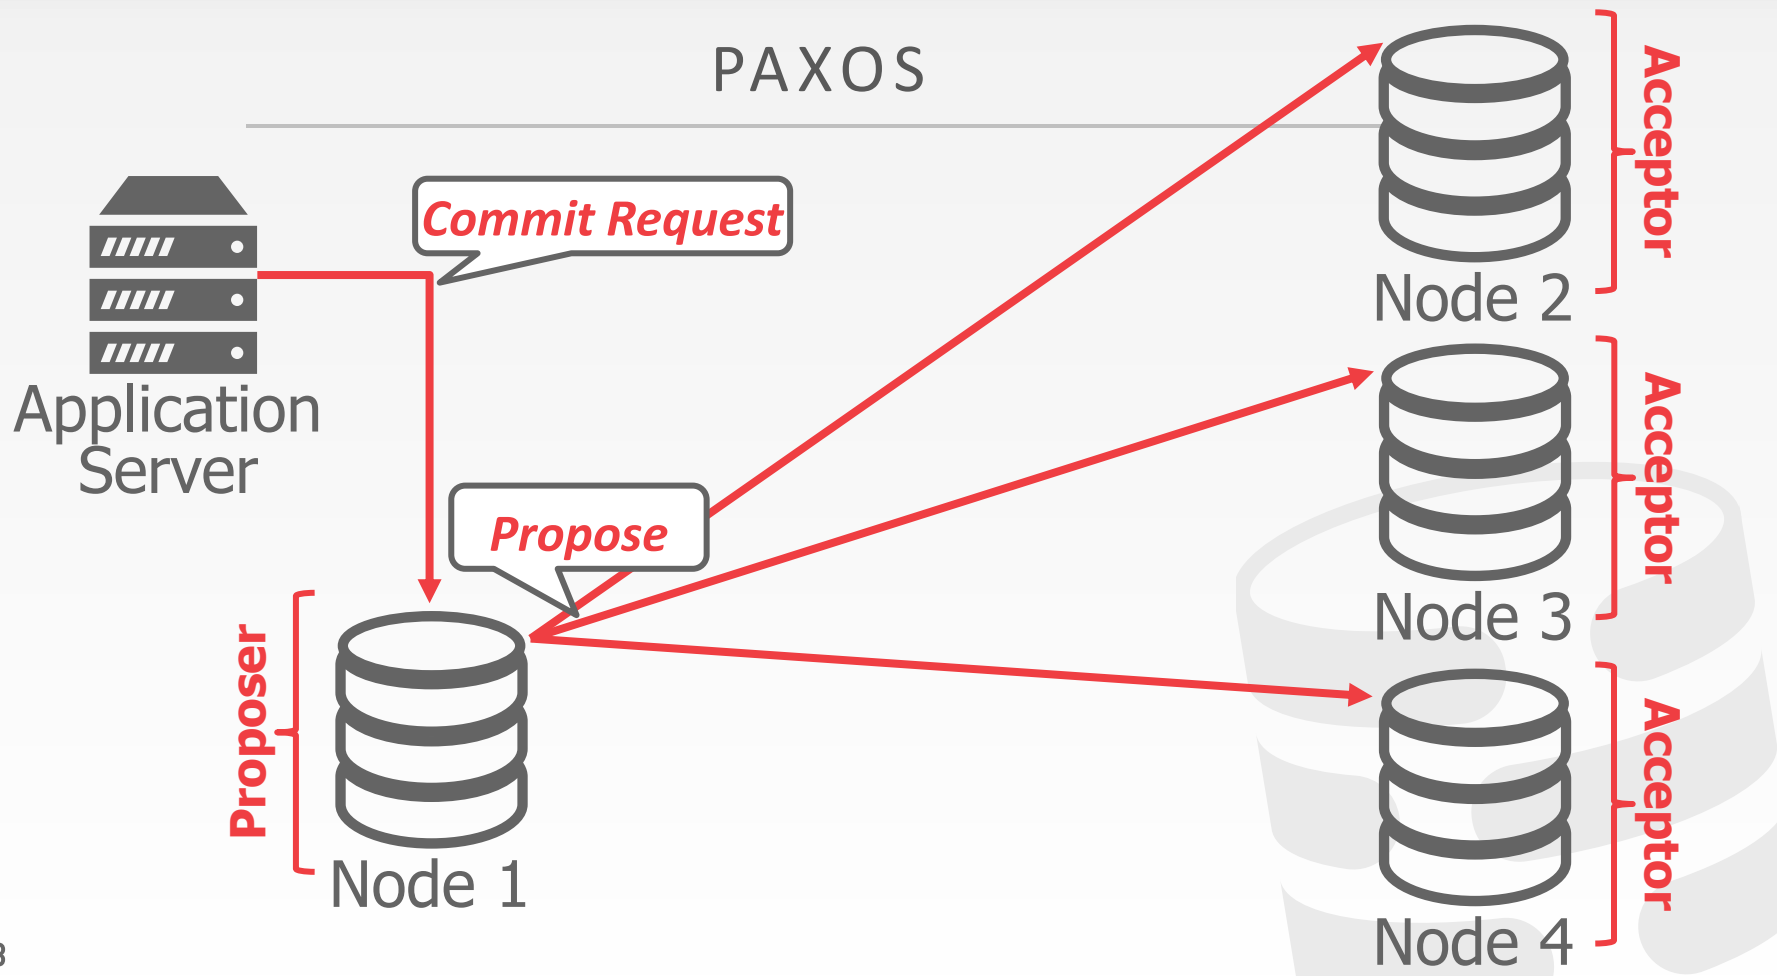 PAXOS
Commit Request
Application
Server
Propose
Proposer
Node 1
Acceptor
Node 2
Acceptor
Node 3
Acceptor
Node 4